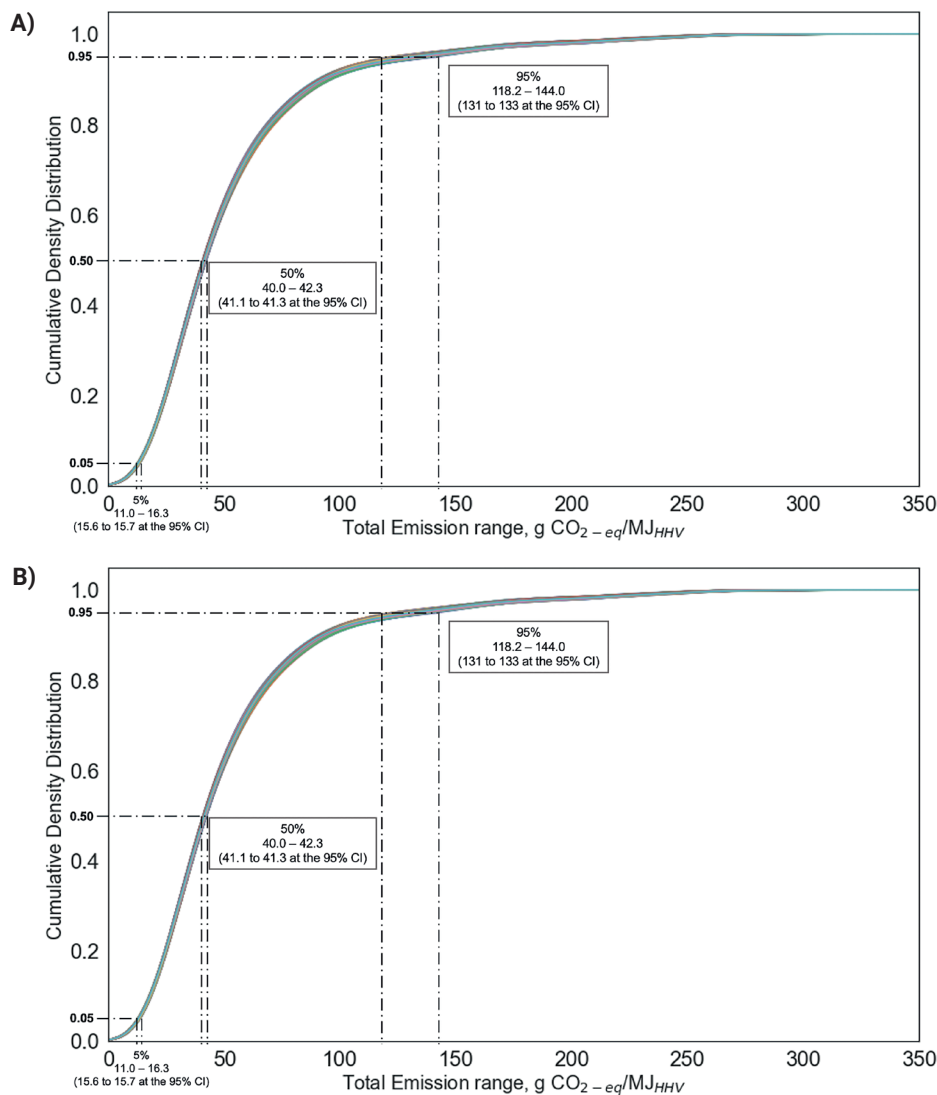 A)
1.0
0.95
95%
118.2 – 144.0
(131 to 133 at the 95% CI)
0.8
Cumulative Density Distribution
0.6
0.50
50%
40.0 – 42.3
(41.1 to 41.3 at the 95% CI)
0.4
0.2
0.05
0.0
0 50 100 150 200 250 300 350
5%
11.0 – 16.3
(15.6 to 15.7 at the 95% CI)
Total Emission range, g CO2 – eq/MJHHV
B)
1.0
0.95
95%
118.2 – 144.0
(131 to 133 at the 95% CI)
0.8
Cumulative Density Distribution
0.6
0.50
50%
40.0 – 42.3
(41.1 to 41.3 at the 95% CI)
0.4
0.2
0.05
0.0
0 50 100 150 200 250 300 350
5%
11.0 – 16.3
(15.6 to 15.7 at the 95% CI)
Total Emission range, g CO2 – eq/MJHHV